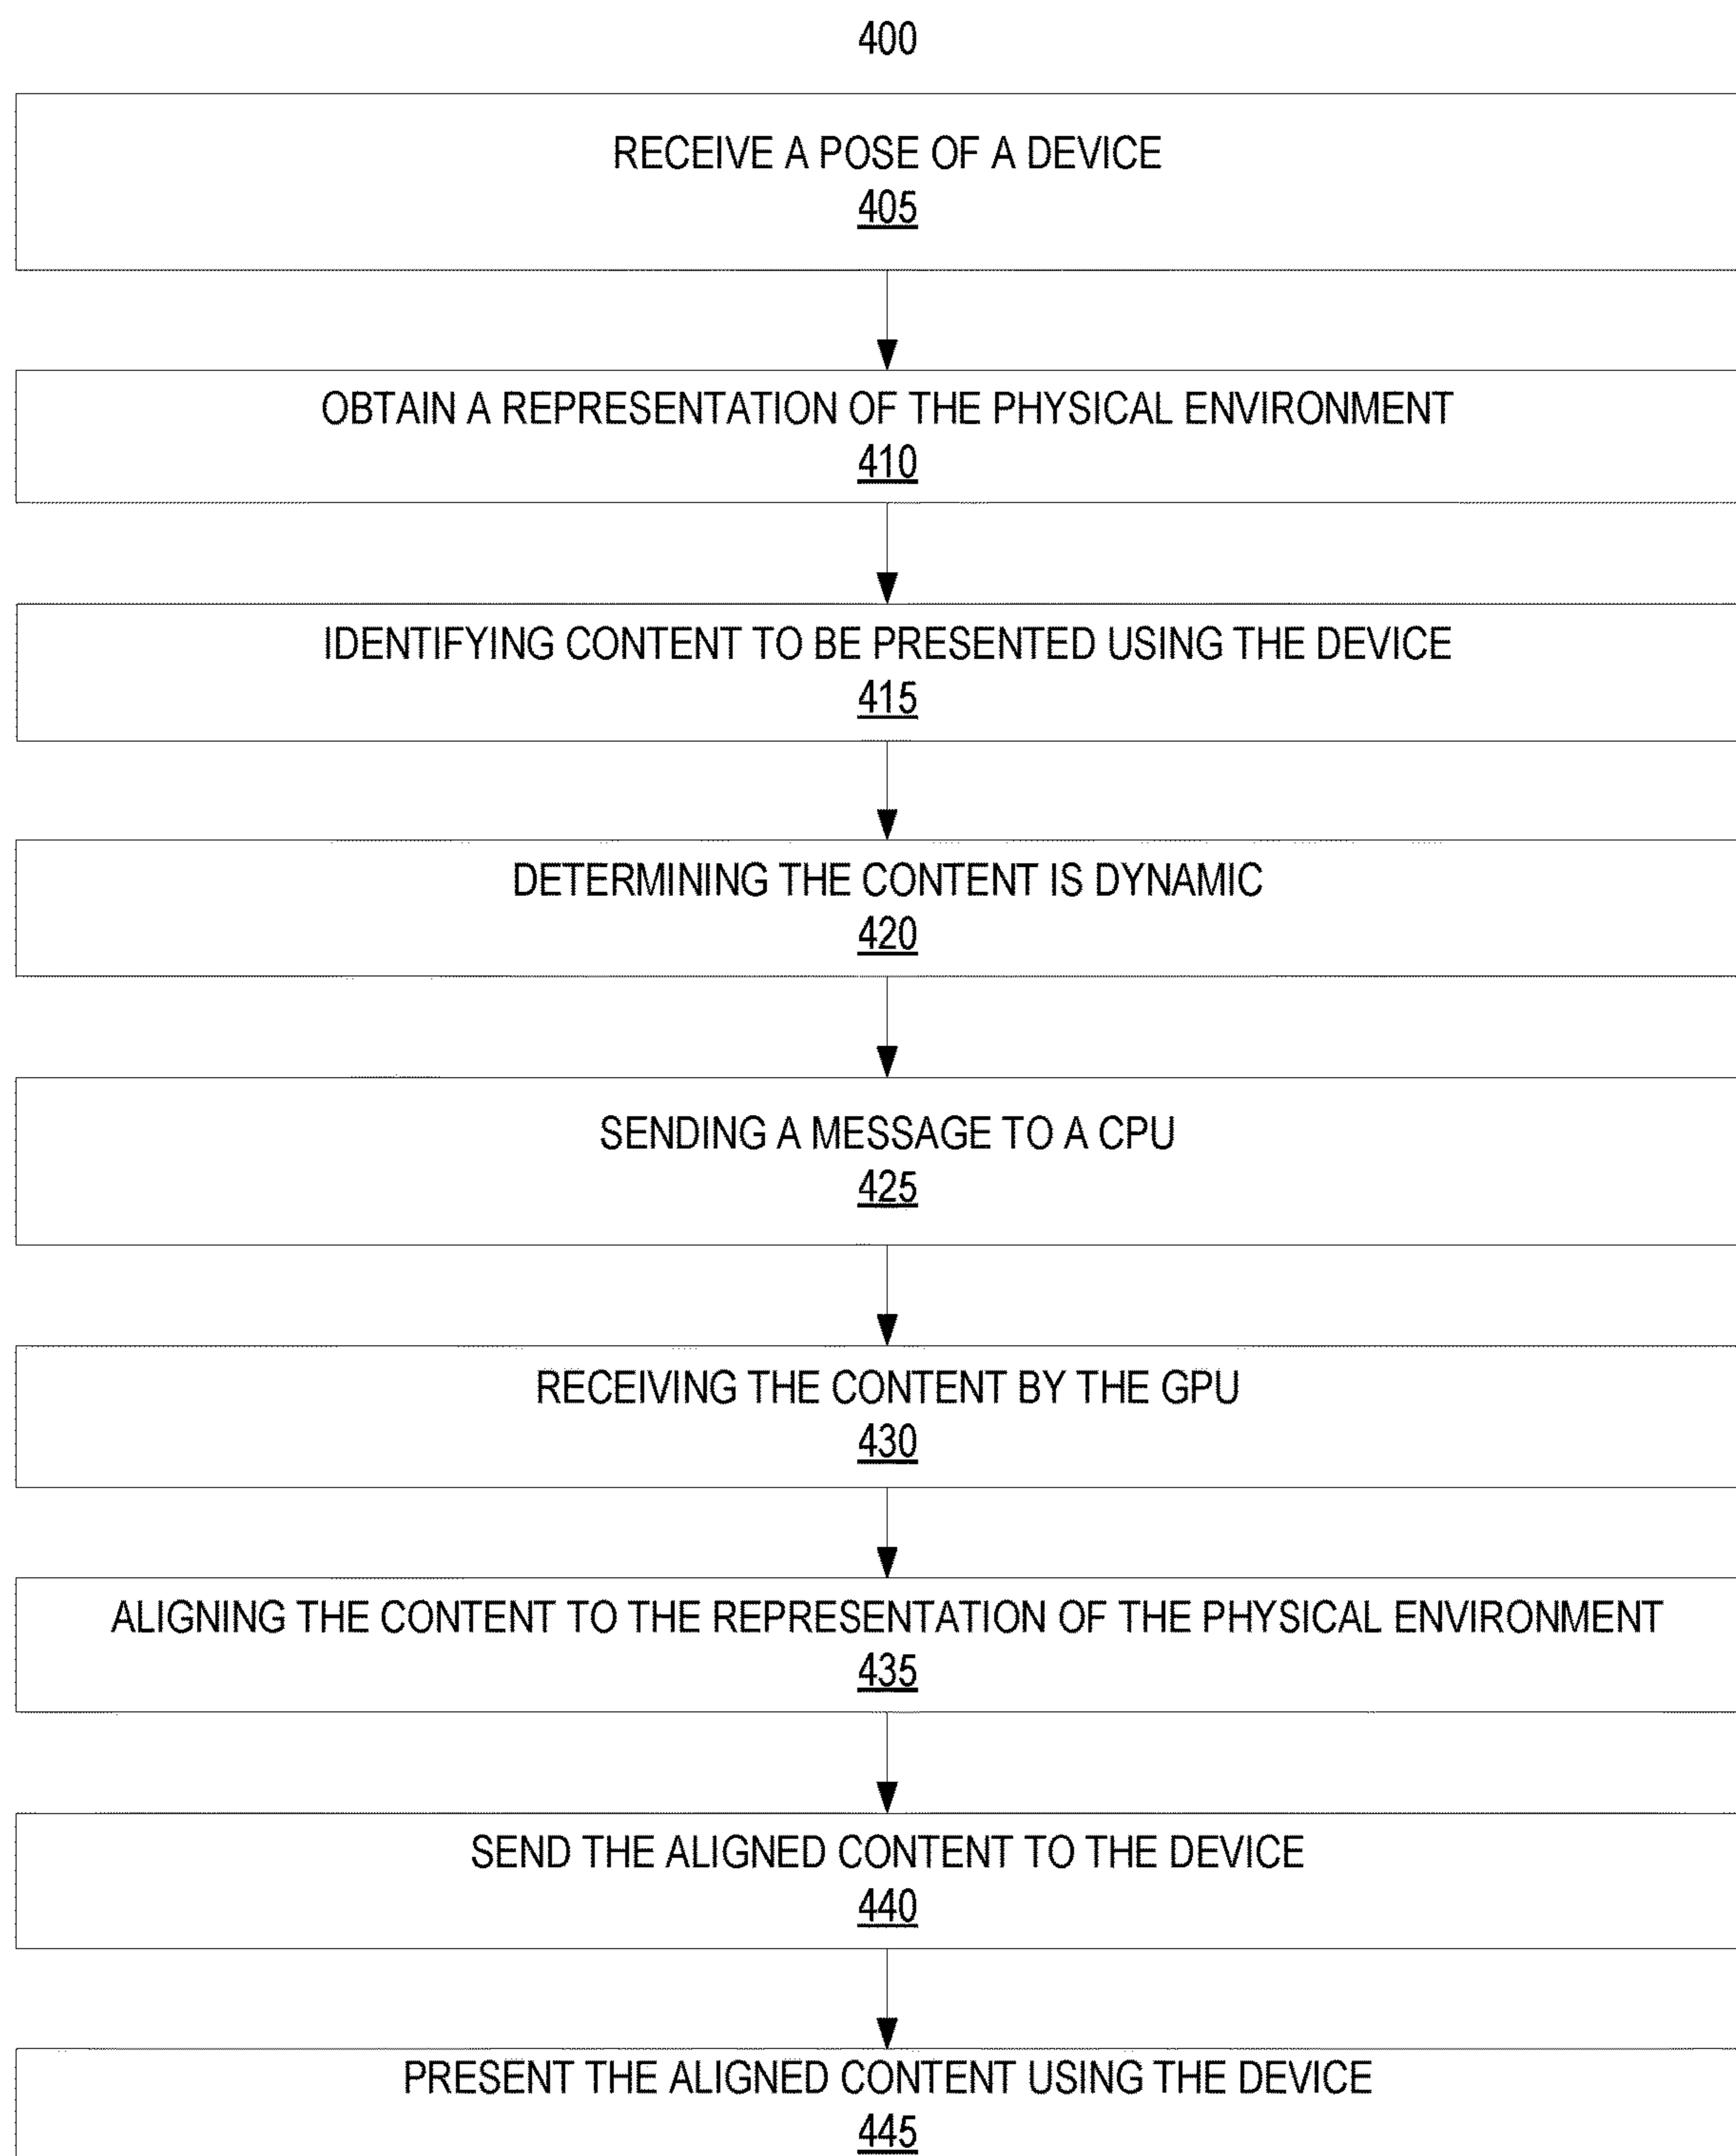 400
RECEIVE A POSE OF A DEVICE
405
OBTAIN A REPRESENTATION OF THE PHYSICAL ENVIRONMENT
410
IDENTIFYING CONTENT TO BE PRESENTED USING THE DEVICE
415
DETERMINING THE CONTENT IS DYNAMIC
420
SENDING A MESSAGE TO A CPU
425
RECEIVING THE CONTENT BY THE GPU
430
ALIGNING THE CONTENT TO THE REPRESENTATION OF THE PHYSICAL ENVIRONMENT
435
SEND THE ALIGNED CONTENT TO THE DEVICE
440
PRESENT THE ALIGNED CONTENT USING THE DEVICE
445